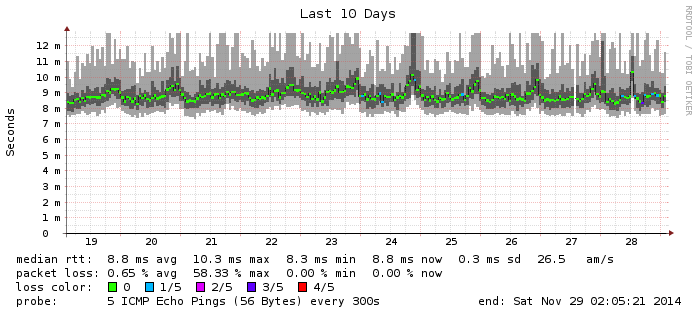 Last 10 Days
RRDTOOL / TOBI OETIKER
Seconds
12 m
11 m
10 m
9 m
8 m
7 m
6 m
5 m
4 m
3 m
2 m
1 m
0
19 20 21 22 23 24 25 26 27 28
median rtt: 8.8 ms avg 10.3 ms max 8.3 ms min 8.8 ms now 0.3 ms sd 26.5 am/s
packet loss: 0.65 % avg 58.33 % max 0.00 % min 0.00 % now
loss color: 0 1/5 2/5 3/5 4/5
probe: 5 ICMP Echo Pings (56 Bytes) every 300s end: Sat Nov 29 02:05:21 2014